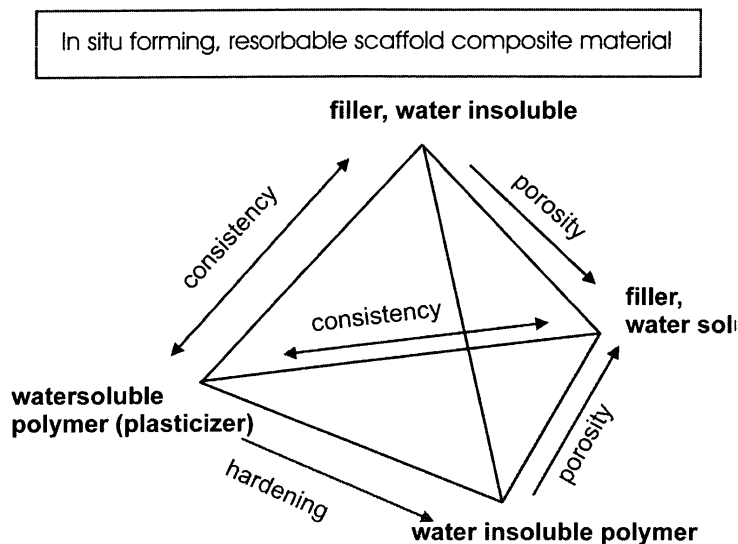 In situ forming, resorbable scaffold composite material
filler, water insoluble
consistency
porosity
filler,
water
consistency
watersoluble
polymer (plasticizer)
porosity
hardening
water insoluble polymer